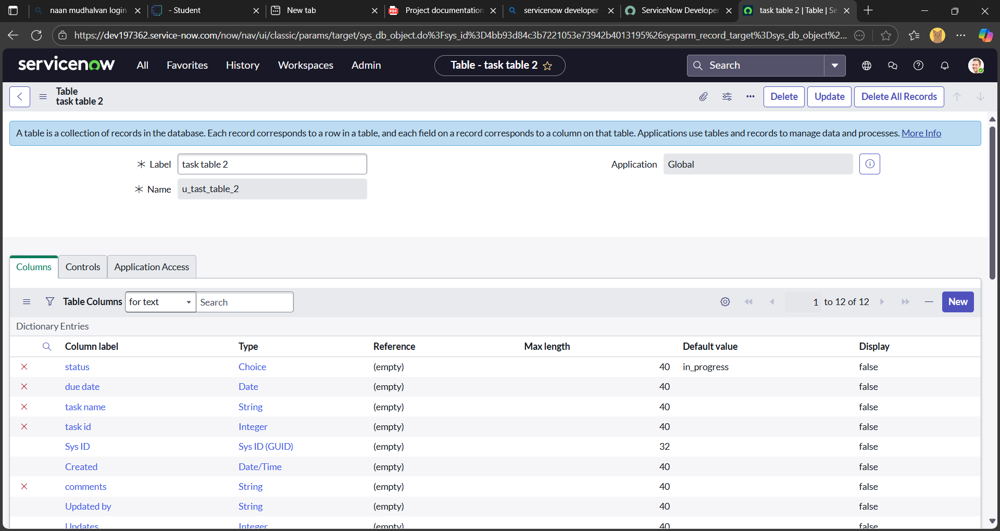 naan mudhalvan login
- Student
New tab
Project documentation
servicenow developer
ServiceNow Developer
task table 2 | Table | Se
https://dev197362.service-now.com/now/nav/ui/classic/params/target/sys_db_object.do%3Fsys_id%3D4bb93d84c3b7221053e73942b4013195%26sysparm_record_target%3Dsys_db_object%2...
servicenow
All
Favorites
History
Workspaces
Admin
Table - task table 2
Search
Table
task table 2
Delete
Update
Delete All Records
A table is a collection of records in the database. Each record corresponds to a row in a table, and each field on a record corresponds to a column on that table. Applications use tables and records to manage data and processes. More Info
Label task table 2
Application Global
Name u_tast_table_2
Columns
Controls
Application Access
Table Columns for text Search 1 to 12 of 12 New
Dictionary Entries
Column label Type Reference Max length Default value Display
status Choice (empty) 40 in_progress false
due date Date (empty) 40 false
task name String (empty) 40 false
task id Integer (empty) 40 false
Sys ID Sys ID (GUID) (empty) 32 false
Created Date/Time (empty) 40 false
comments String (empty) 40 false
Updated by String (empty) 40 false
Updates Integer (empty) 40 false